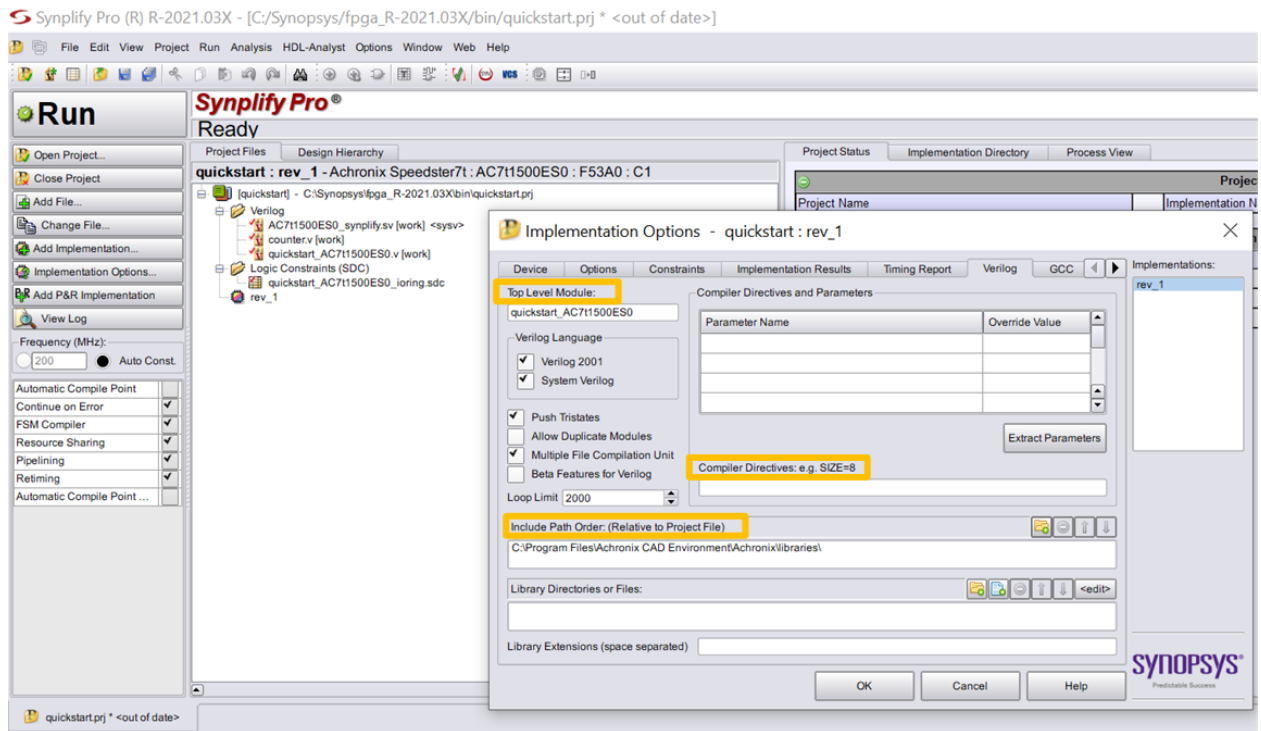 Synplify Pro (R) R-2021.03X - [C:/Synopsys/fpga_R-2021.03X/bin/quickstart.prj * <out of date>]
File Edit View Project Run Analysis HDL-Analyst Options Window Web Help
VCS
Run
Synplify Pro®
Ready
Open Project...
Close Project
Add File...
Change File...
Add Implementation...
Implementation Options...
Add P&R Implementation
View Log
Frequency (MHz):
200 Auto Const.
Automatic Compile Point
Continue on Error
FSM Compiler
Resource Sharing
Pipelining
Retiming
Automatic Compile Point ...
Project Files Design Hierarchy
quickstart : rev_1 - Achronix Speedster7t : AC7t1500ES0 : F53A0 : C1
[quickstart] - C:\Synopsys\fpga_R-2021.03X\bin\quickstart.prj
Verilog
AC7t1500ES0_synplify.sv [work] <sysv>
counter.v [work]
quickstart_AC7t1500ES0.v [work]
Logic Constraints (SDC)
quickstart_AC7t1500ES0_ioring.sdc
rev_1
Project Status Implementation Directory Process View
Projec
Project Name Implementation N
Implementation Options - quickstart : rev_1
Device Options Constraints Implementation Results Timing Report Verilog GCC
Implementations:
rev_1
Top Level Module:
quickstart_AC7t1500ES0
Verilog Language
Verilog 2001
System Verilog
Push Tristates
Allow Duplicate Modules
Multiple File Compilation Unit
Beta Features for Verilog
Loop Limit 2000
Compiler Directives and Parameters
Parameter Name Override Value
Extract Parameters
Compiler Directives: e.g. SIZE=8
Include Path Order: (Relative to Project File)
C:\Program Files\Achronix CAD Environment\Achronix\libraries\
Library Directories or Files:
<edit>
Library Extensions (space separated)
OK Cancel Help
SYNOPSYS®
Predictable Success
quickstart.prj * <out of date>